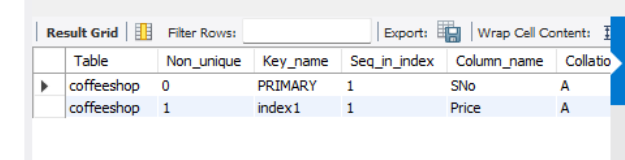 Result Grid Filter Rows: Export: Wrap Cell Content:
Table Non_unique Key_name Seq_in_index Column_name Collatio
coffeeshop 0 PRIMARY 1 SNo A
coffeeshop 1 index1 1 Price A